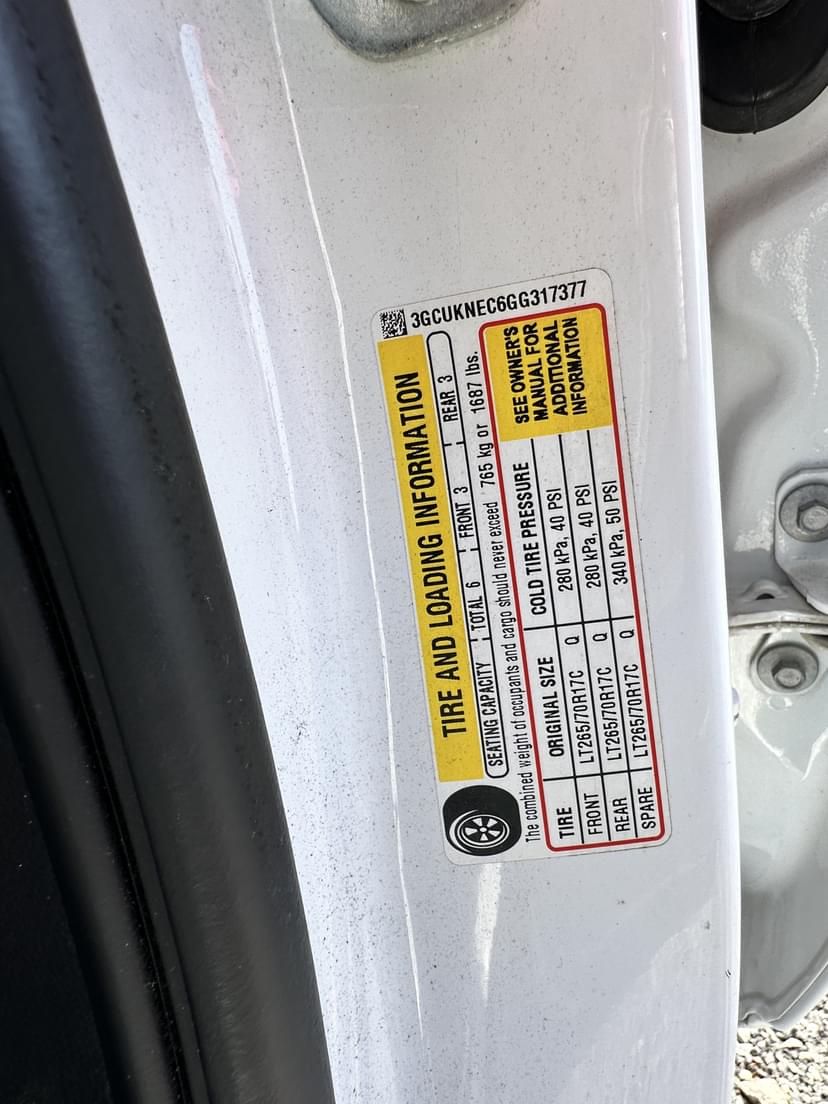 3GCUKNEC6GG317377
TIRE AND LOADING INFORMATION
SEATING CAPACITY TOTAL 6 FRONT 3 REAR 3
The combined weight of occupants and cargo should never exceed 765 kg or 1687 lbs.
TIRE ORIGINAL SIZE COLD TIRE PRESSURE
FRONT LT265/70R17C Q 280 kPa, 40 PSI
REAR LT265/70R17C Q 280 kPa, 40 PSI
SPARE LT265/70R17C Q 340 kPa, 50 PSI
SEE OWNER'S
MANUAL FOR
ADDITIONAL
INFORMATION